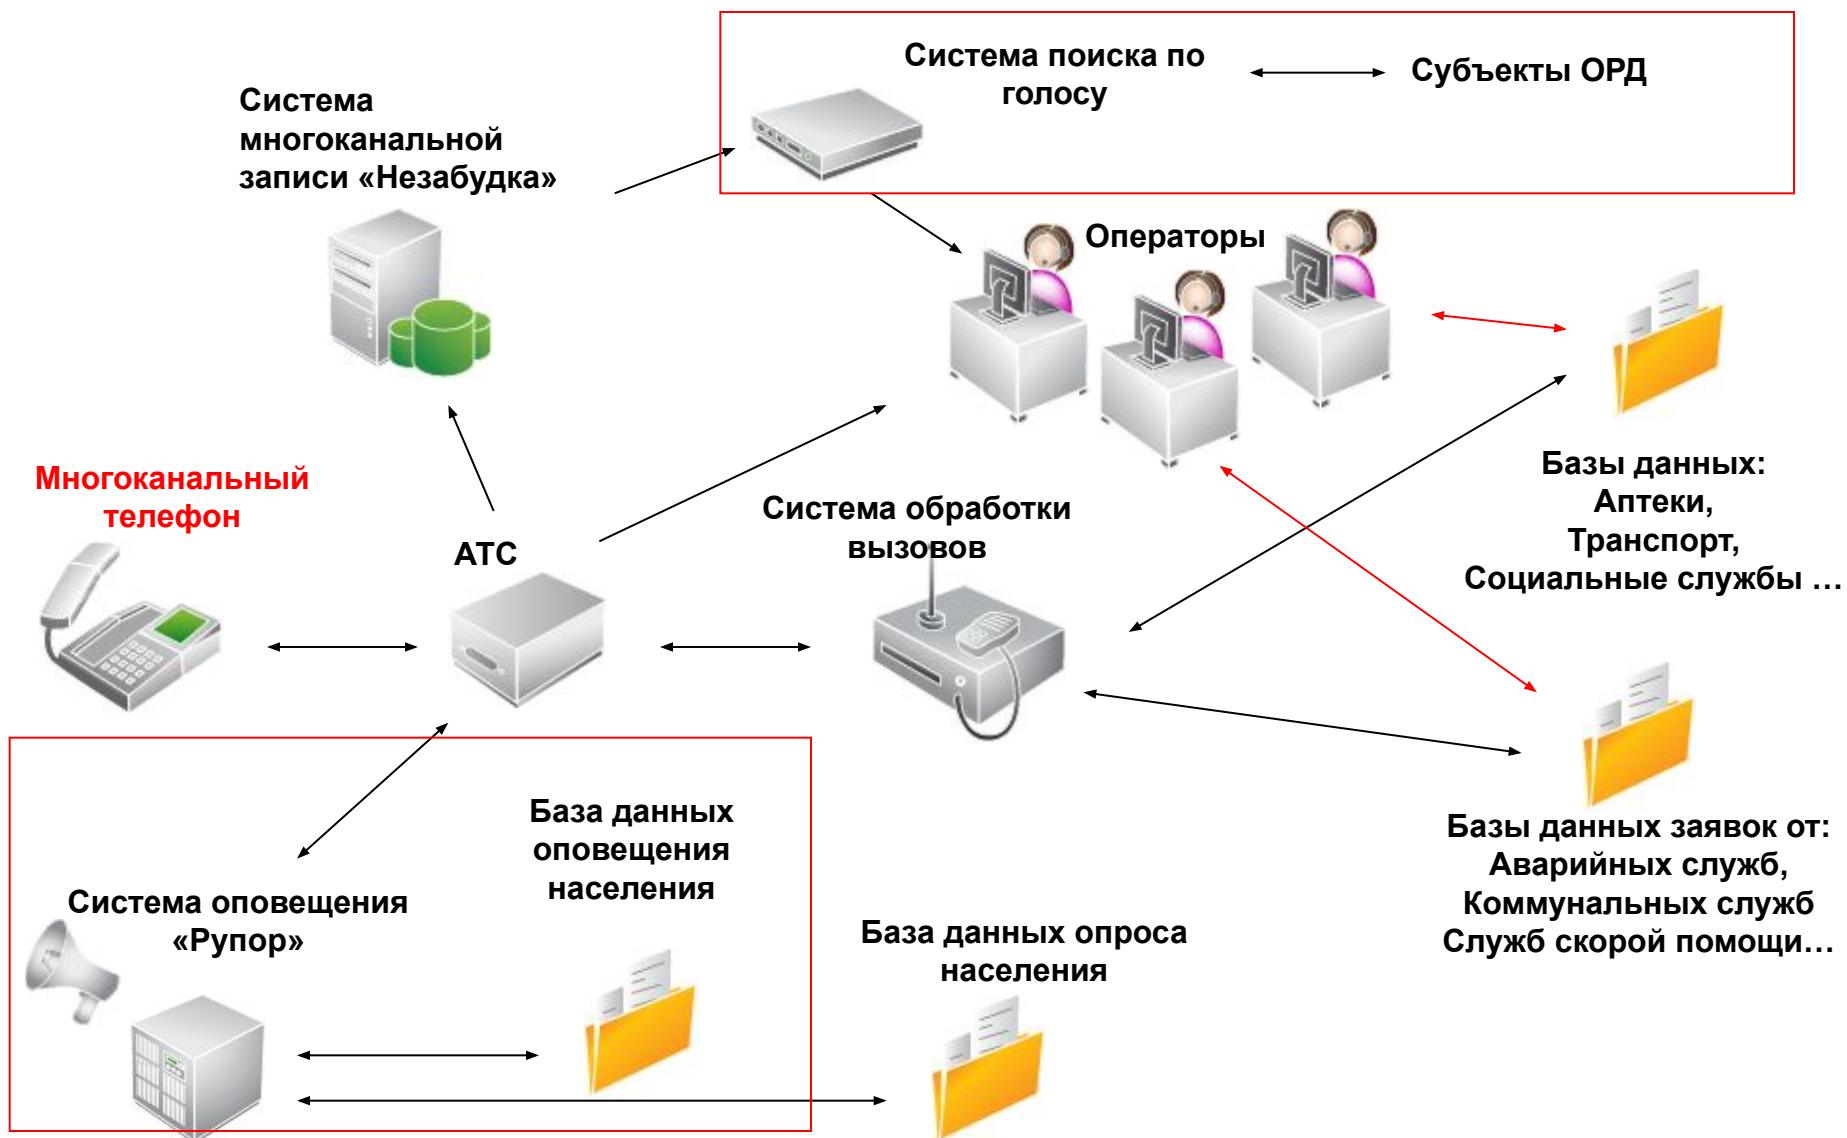 Система поиска по
голосу
Субъекты ОРД
Система
многоканальной
записи «Незабудка»
Операторы
Многоканальный
телефон
АТС
Система обработки
вызовов
Базы данных:
Аптеки,
Транспорт,
Социальные службы …
База данных
оповещения
населения
Система оповещения
«Рупор»
База данных опроса
населения
Базы данных заявок от:
Аварийных служб,
Коммунальных служб
Служб скорой помощи…